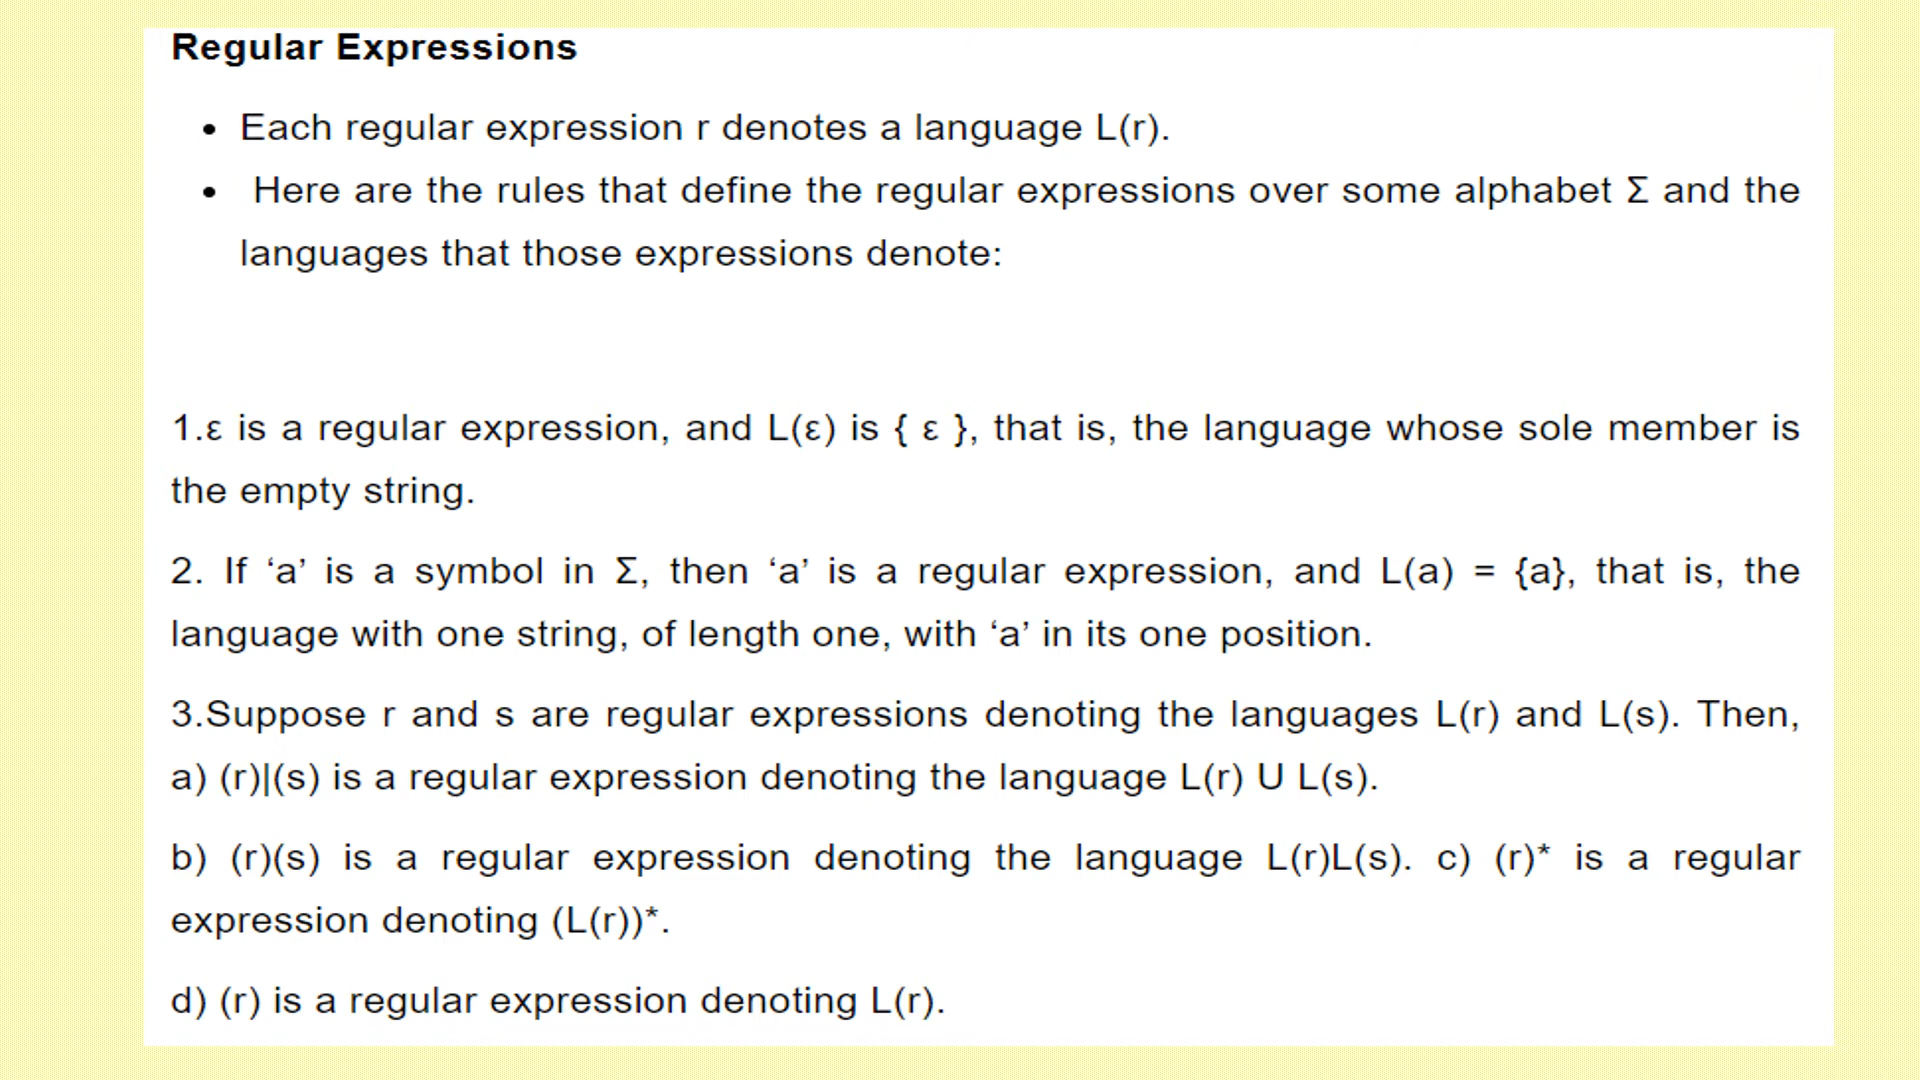 Regular Expressions
• Each regular expression r denotes a language L(r).
• Here are the rules that define the regular expressions over some alphabet Σ and the
languages that those expressions denote:
1.ε is a regular expression, and L(ε) is { ε }, that is, the language whose sole member is
the empty string.
2. If ‘a’ is a symbol in Σ, then ‘a’ is a regular expression, and L(a) = {a}, that is, the
language with one string, of length one, with ‘a’ in its one position.
3.Suppose r and s are regular expressions denoting the languages L(r) and L(s). Then,
a) (r)|(s) is a regular expression denoting the language L(r) U L(s).
b) (r)(s) is a regular expression denoting the language L(r)L(s). c) (r)* is a regular
expression denoting (L(r))*.
d) (r) is a regular expression denoting L(r).